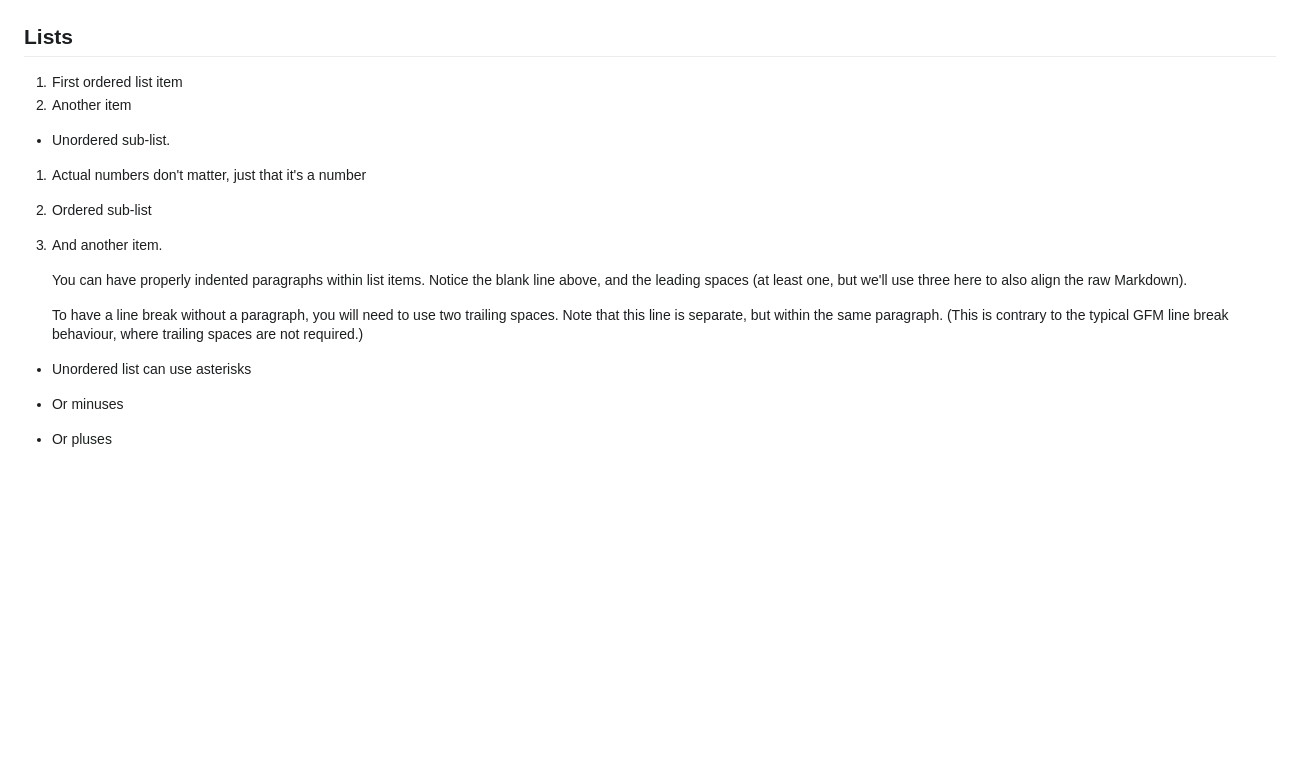 Lists
1. First ordered list item
2. Another item
• Unordered sub-list.
1. Actual numbers don't matter, just that it's a number
2. Ordered sub-list
3. And another item.
You can have properly indented paragraphs within list items. Notice the blank line above, and the leading spaces (at least one, but we'll use three here to also align the raw Markdown).
To have a line break without a paragraph, you will need to use two trailing spaces. Note that this line is separate, but within the same paragraph. (This is contrary to the typical GFM line break
behaviour, where trailing spaces are not required.)
• Unordered list can use asterisks
• Or minuses
• Or pluses